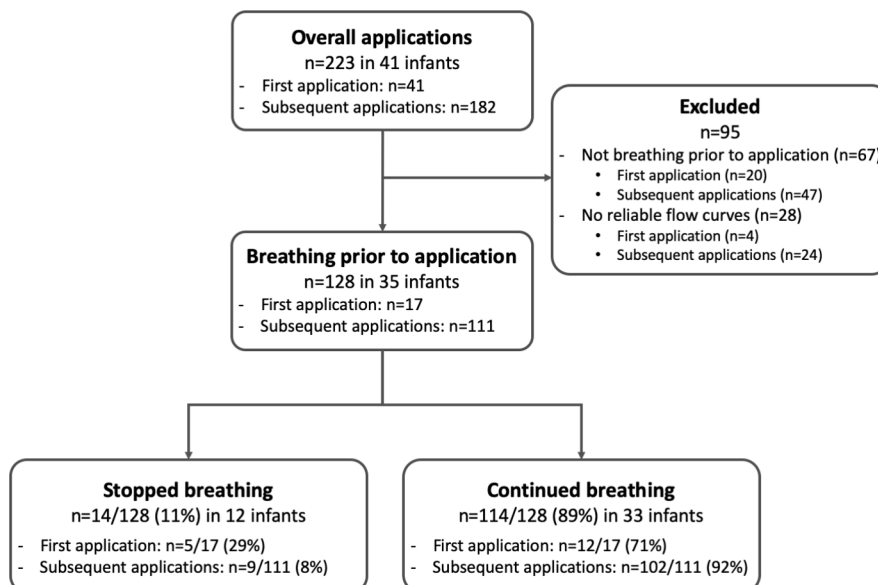 Overall applications
n=223 in 41 infants
- First application: n=41
- Subsequent applications: n=182
Excluded
n=95
- Not breathing prior to application (n=67)
• First application (n=20)
• Subsequent applications (n=47)
- No reliable flow curves (n=28)
• First application (n=4)
• Subsequent applications (n=24)
Breathing prior to application
n=128 in 35 infants
- First application: n=17
- Subsequent applications: n=111
Stopped breathing
n=14/128 (11%) in 12 infants
- First application: n=5/17 (29%)
- Subsequent applications: n=9/111 (8%)
Continued breathing
n=114/128 (89%) in 33 infants
- First application: n=12/17 (71%)
- Subsequent applications: n=102/111 (92%)